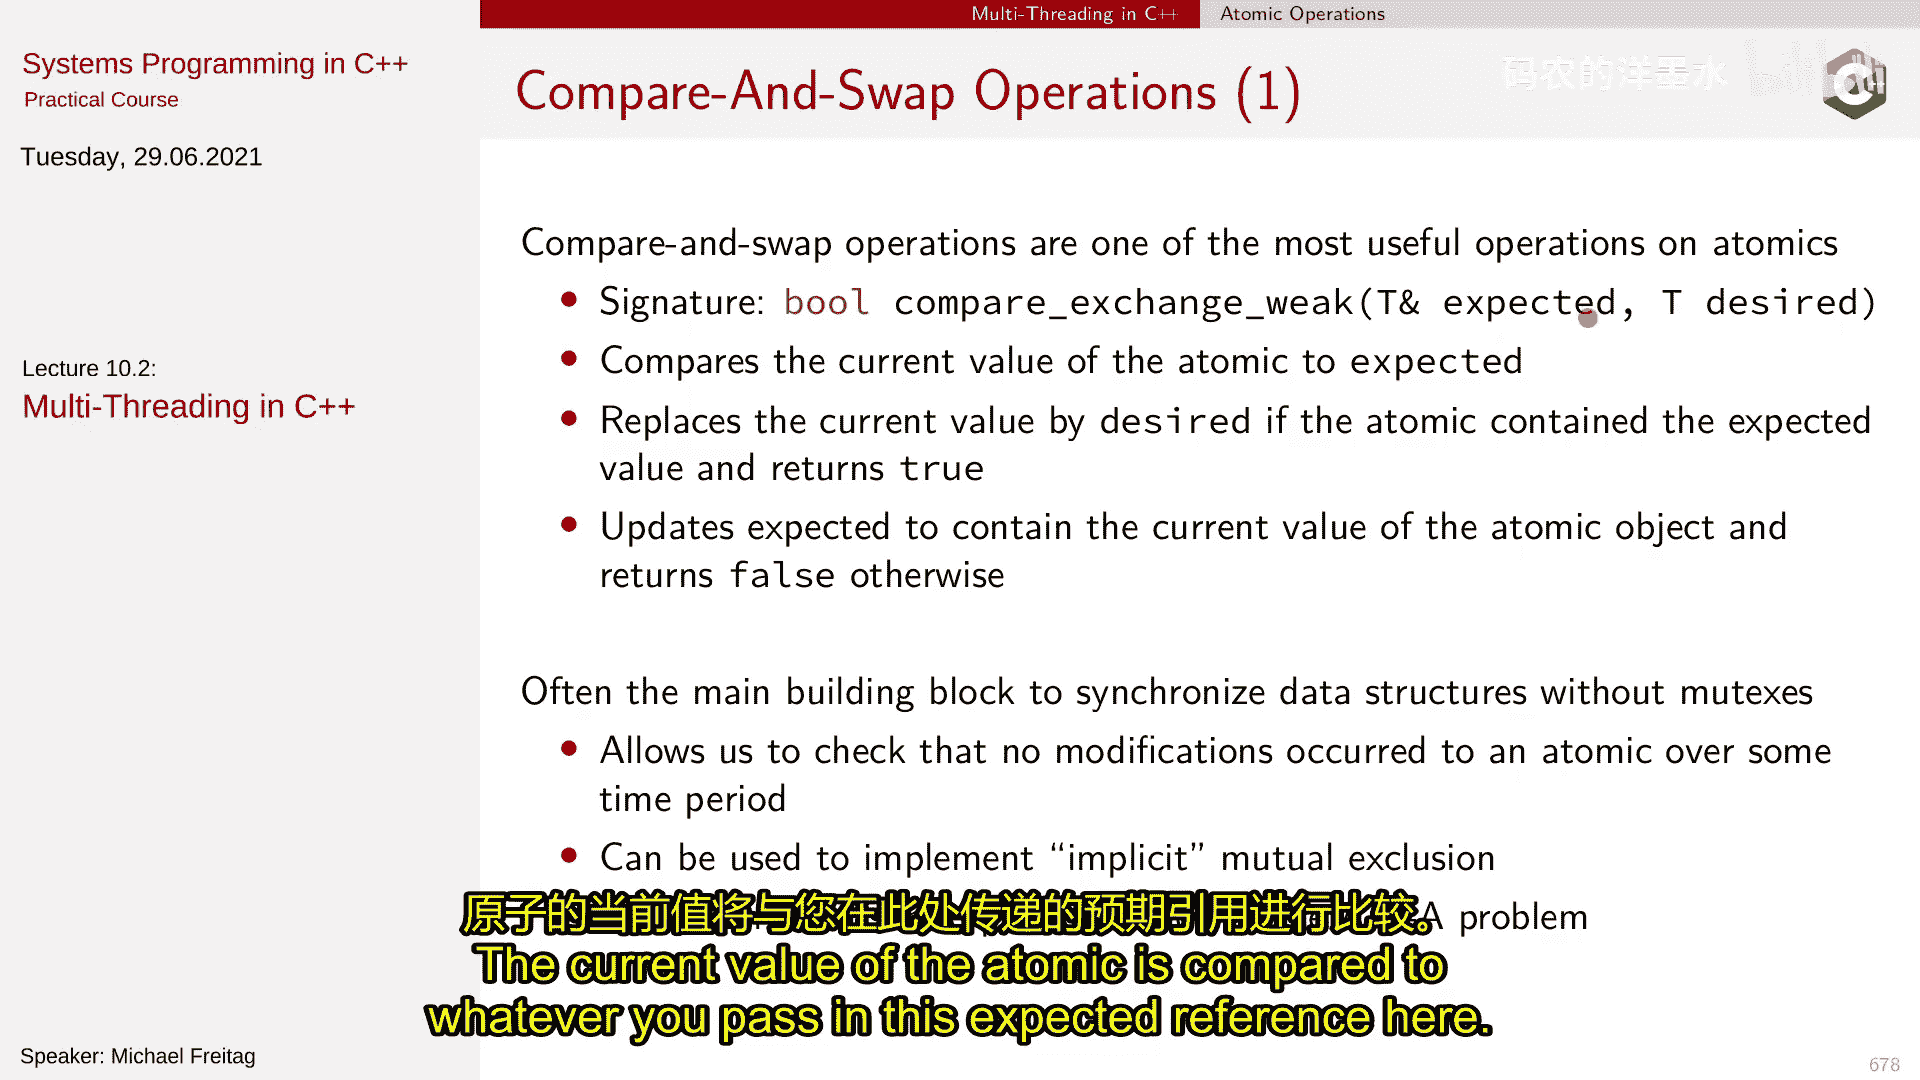 Multi-Threading in C++
Atomic Operations
Systems Programming in C++
Practical Course
Tuesday, 29.06.2021
Lecture 10.2:
Multi-Threading in C++
Compare-And-Swap Operations (1)
码农的洋墨水
Compare-and-swap operations are one of the most useful operations on atomics
Signature: bool compare_exchange_weak(T& expected, T desired)
Compares the current value of the atomic to expected
Replaces the current value by desired if the atomic contained the expected
value and returns true
Updates expected to contain the current value of the atomic object and
returns false otherwise
Often the main building block to synchronize data structures without mutexes
Allows us to check that no modifications occurred to an atomic over some
time period
Can be used to implement “implicit” mutual exclusion
A problem
原子的当前值将与您在此处传递的预期引用进行比较。
The current value of the atomic is compared to
whatever you pass in this expected reference here.
Speaker: Michael Freitag
678